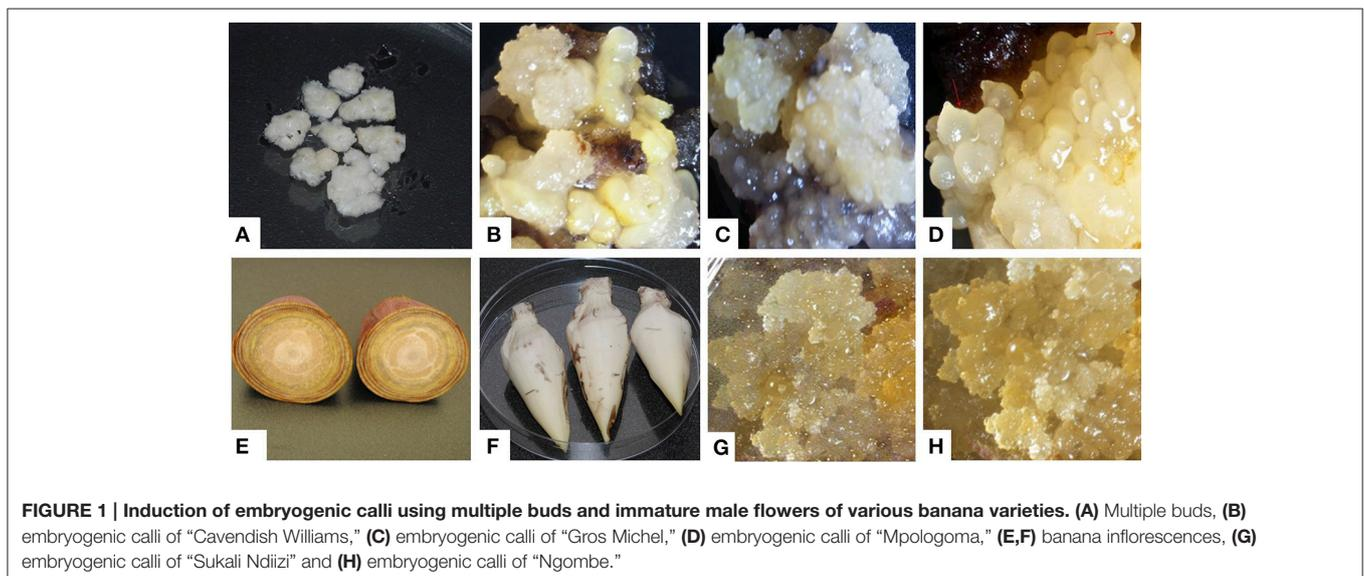 A
B
C
D
E
F
G
H
FIGURE 1 | Induction of embryogenic calli using multiple buds and immature male flowers of various banana varieties. (A) Multiple buds, (B)
embryogenic calli of “Cavendish Williams,” (C) embryogenic calli of “Gros Michel,” (D) embryogenic calli of “Mpologoma,” (E,F) banana inflorescences, (G)
embryogenic calli of “Sukali Ndiizi” and (H) embryogenic calli of “Ngombe.”